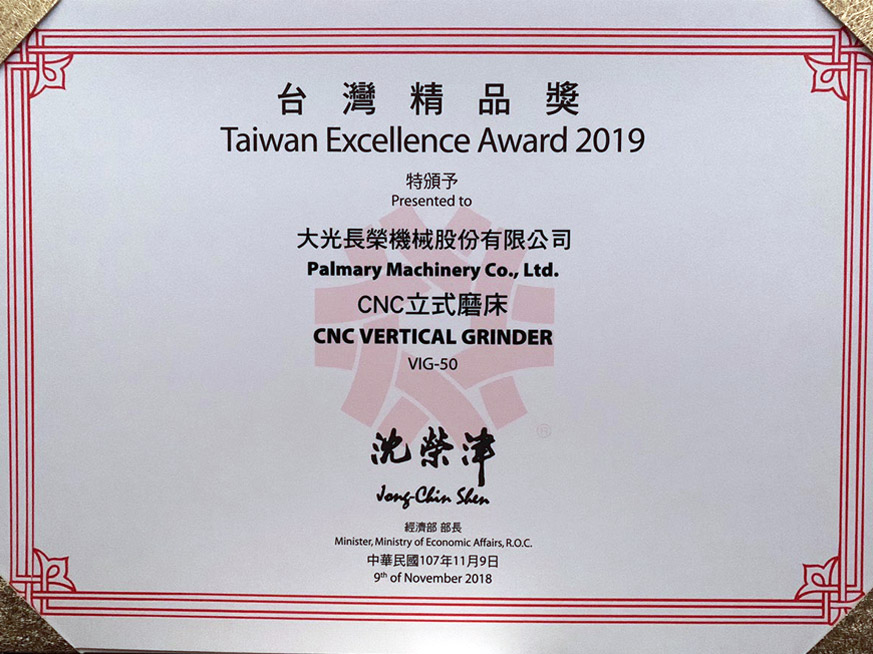 台灣精品獎
Taiwan Excellence Award 2019
特頒予
Presented to
大光長榮機械股份有限公司
Palmary Machinery Co., Ltd.
CNC立式磨床
CNC VERTICAL GRINDER
VIG-50
沈榮津
Jong-Chin Shen
經濟部 部長
Minister, Ministry of Economic Affairs, R.O.C.
中華民國107年11月9日
9th of November 2018